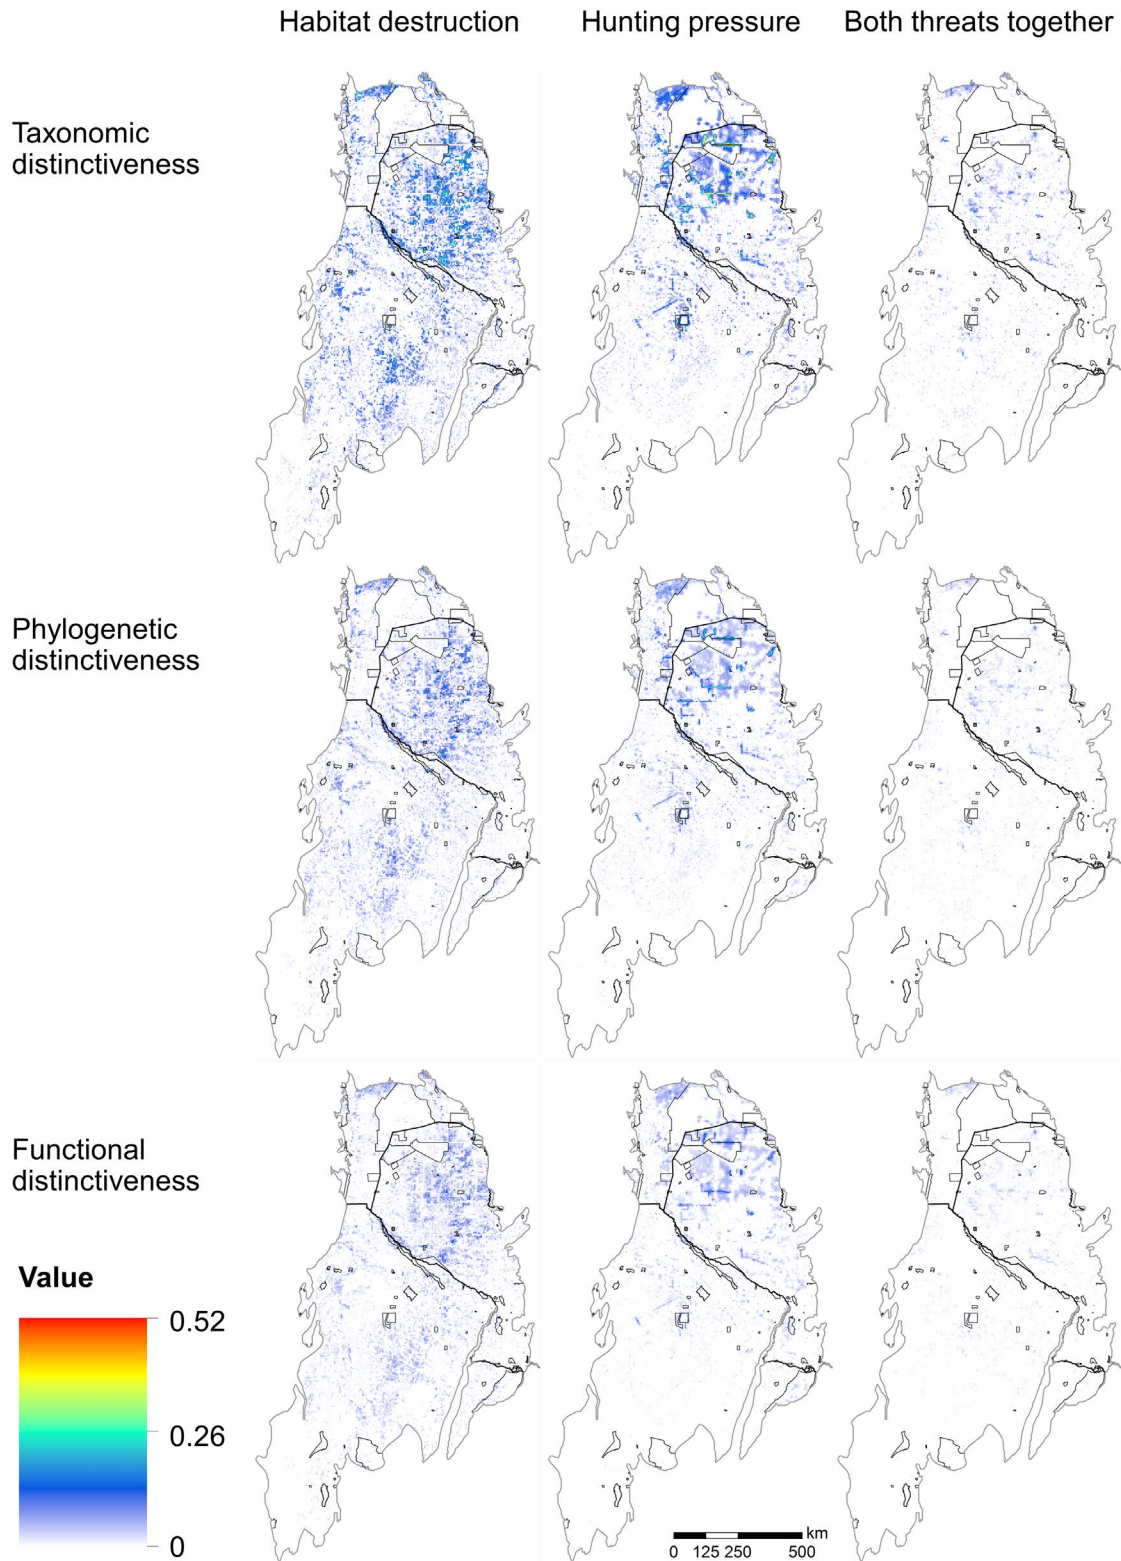 Habitat destruction
Hunting pressure
Both threats together
Taxonomic
distinctiveness
Phylogenetic
distinctiveness
Functional
distinctiveness
Value
0.52
0.26
0
km
0 125 250 500